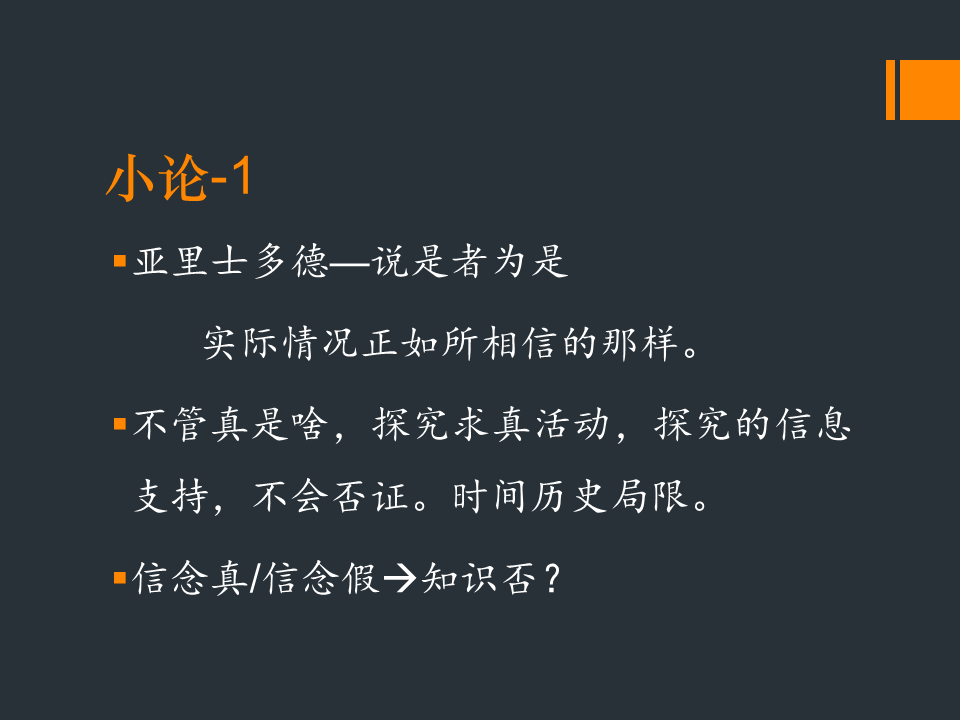 小论-1
亚里士多德—说是者为是
实际情况正如所相信的那样。
不管真是啥，探究求真活动，探究的信息
支持，不会否证。时间历史局限。
信念真/信念假→知识否？